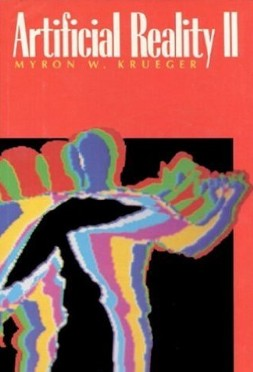 Artificial Reality II
MYRON W. KRUEGER